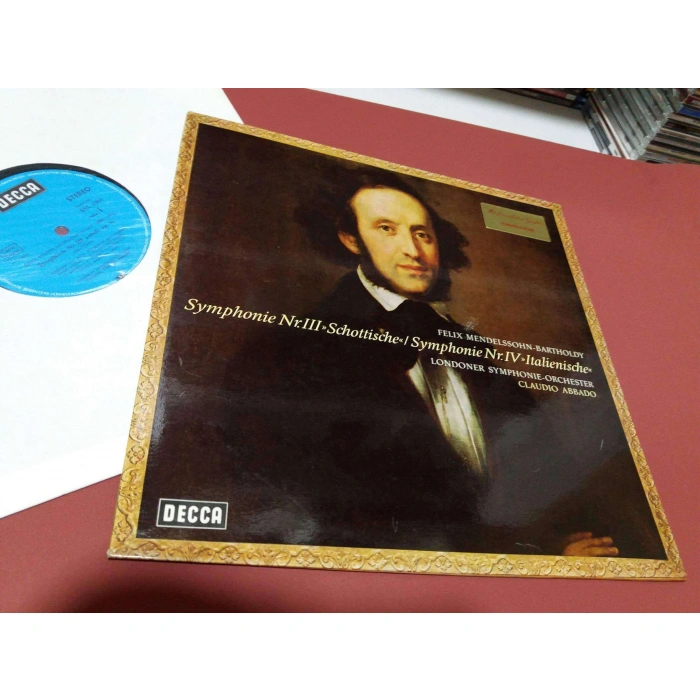 DECCA
STEREO
FELIX MENDELSSOHN-BARTHOLDY
Symphonie Nr.III»Schottische«/ Symphonie Nr.IV»Italienische«
LONDONER SYMPHONIE-ORCHESTER
CLAUDIO ABBADO
DECCA